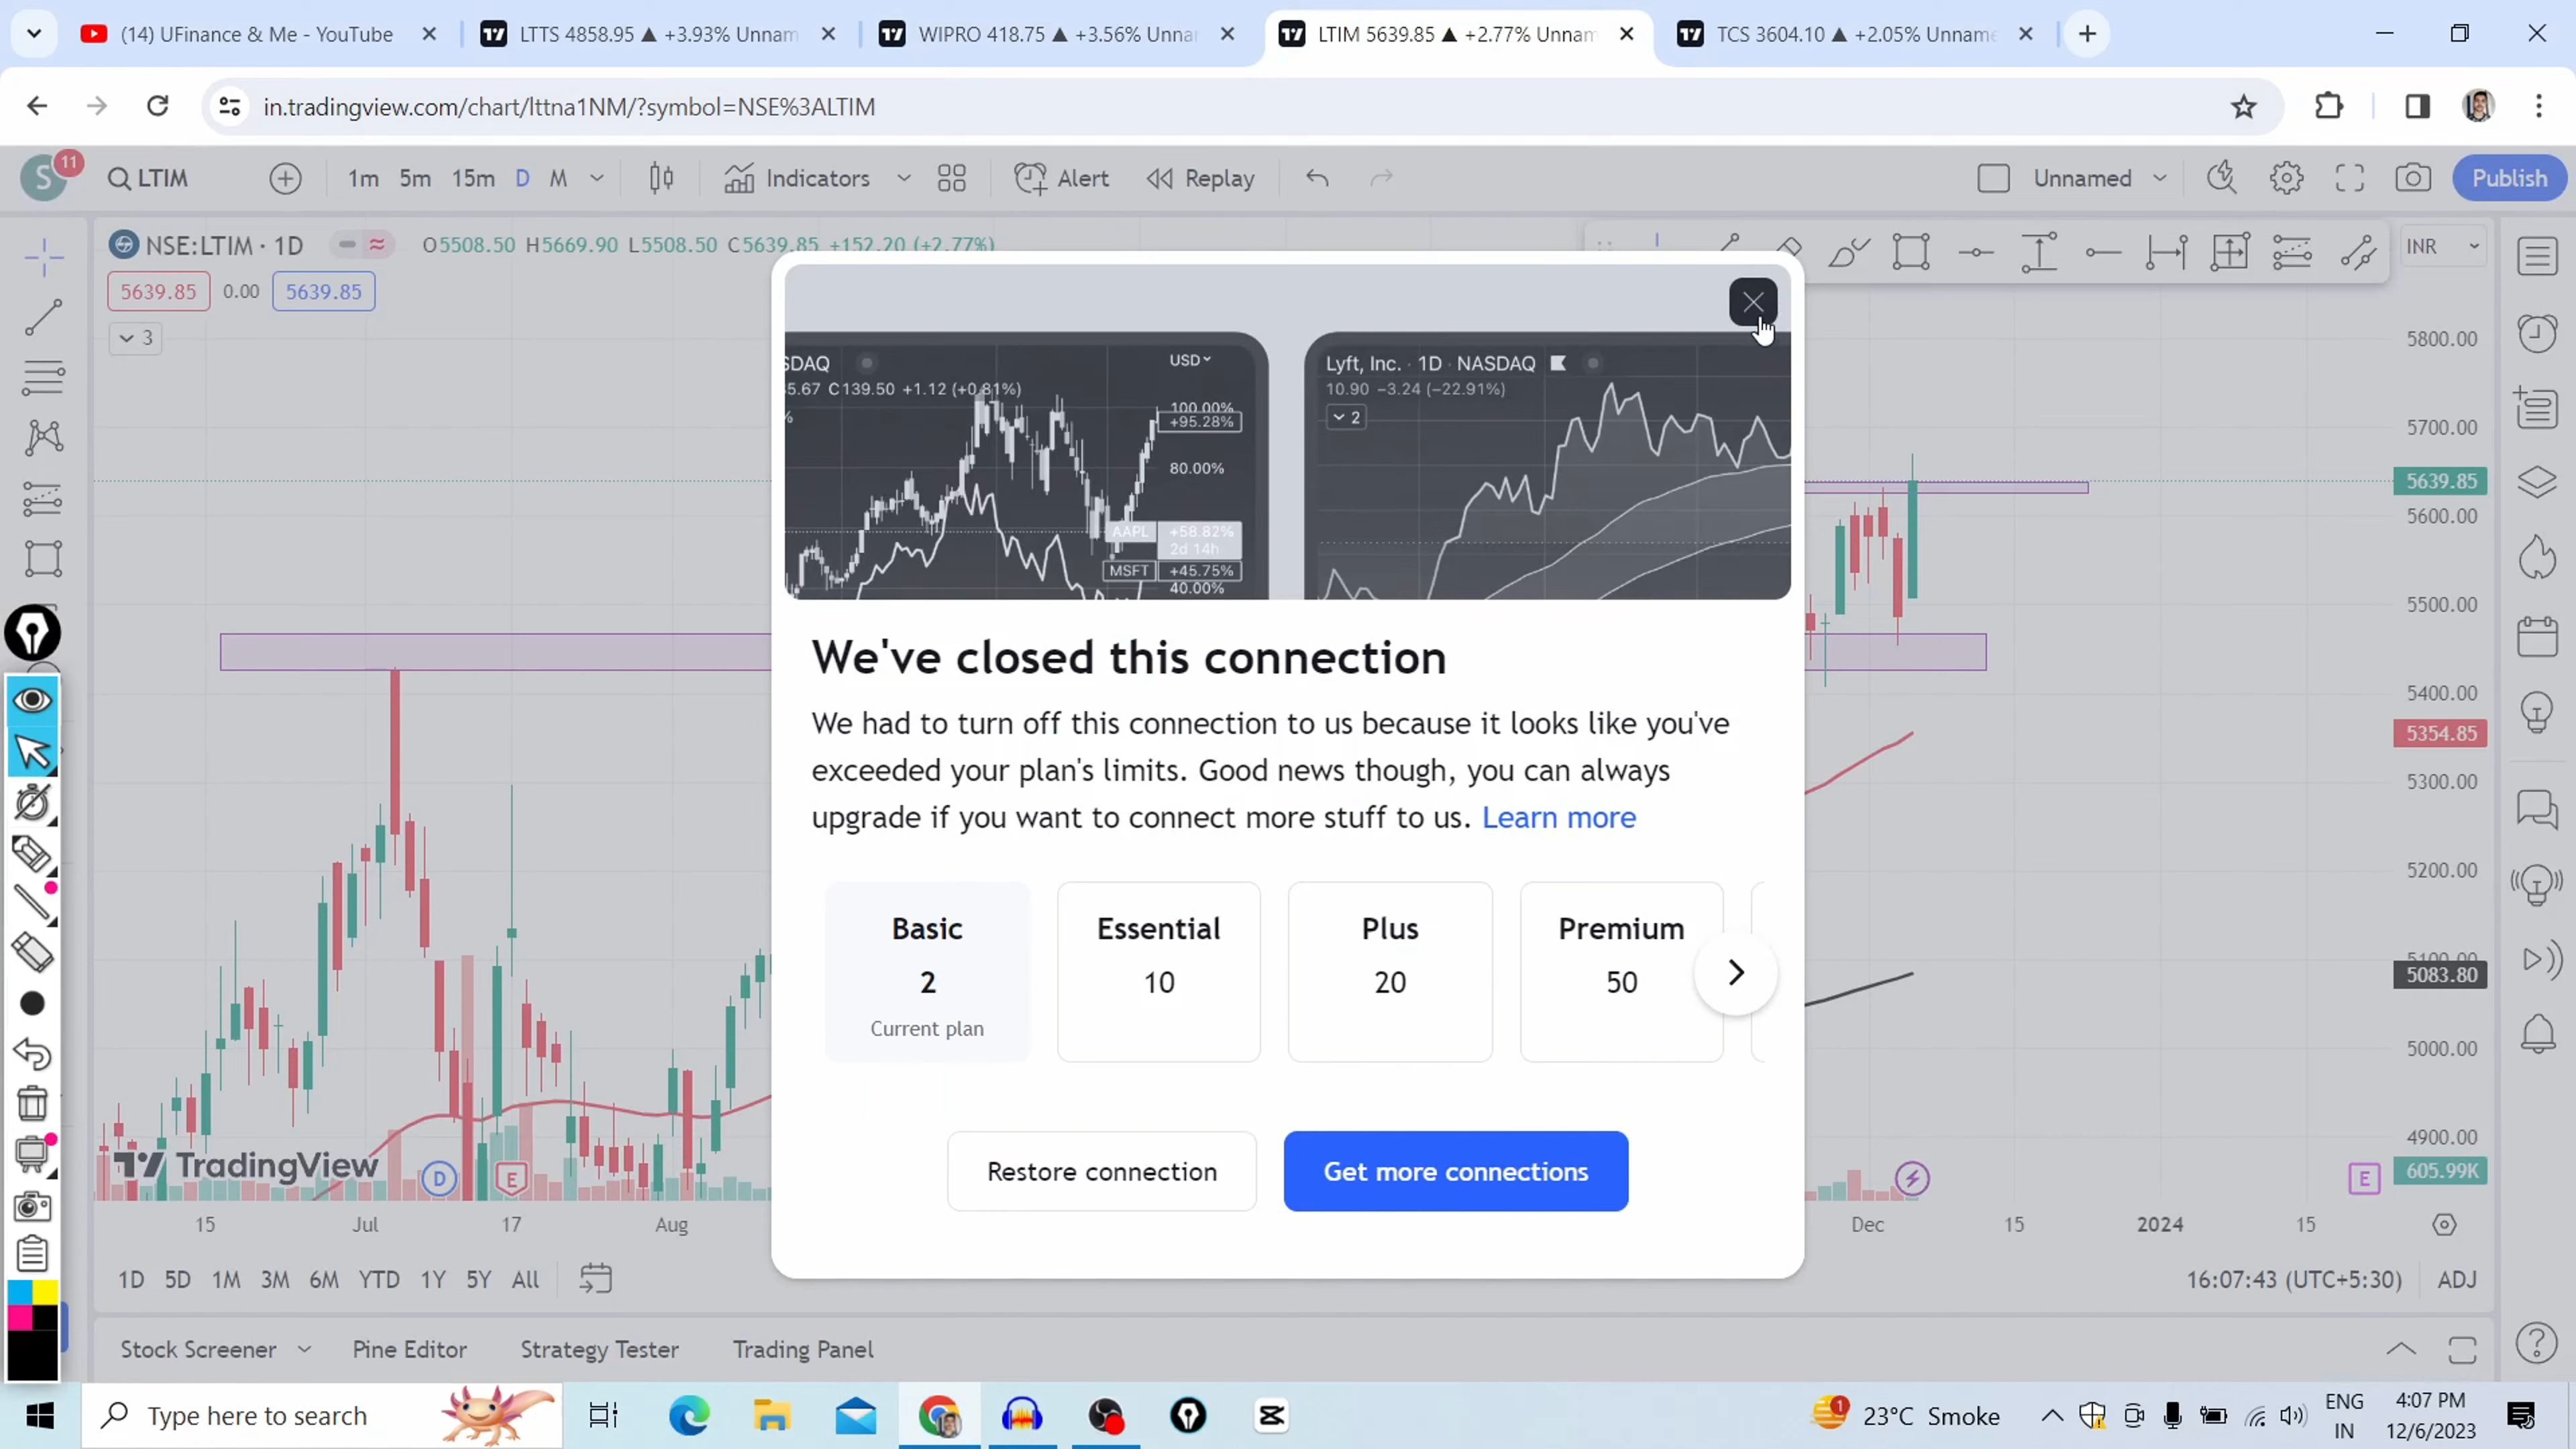 (14) UFinance & Me - YouTube
LTTS 4858.95 ▲ +3.93% Unnam
WIPRO 418.75 ▲ +3.56% Unna
LTIM 5639.85 ▲ +2.77% Unnam
TCS 3604.10 ▲ +2.05% Unname
in.tradingview.com/chart/lttna1NM/?symbol=NSE%3ALTIM
S 11 LTIM 1m 5m 15m D M Indicators Alert Replay Unnamed Publish
NSE:LTIM · 1D O5508.50 H5669.90 L5508.50 C5639.85 +152.20 (+2.77%) INR
5639.85 0.00 5639.85
3
SDAQ USD
C139.50 +1.12 (+0.81%)
100.00%
+95.28%
80.00%
AAPL +58.82%
2d 14h
MSFT +45.75%
40.00%
Lyft, Inc. · 1D · NASDAQ
10.90 −3.24 (−22.91%)
2
We've closed this connection
We had to turn off this connection to us because it looks like you've
exceeded your plan's limits. Good news though, you can always
upgrade if you want to connect more stuff to us. Learn more
Basic
2
Current plan
Essential
10
Plus
20
Premium
50
Restore connection
Get more connections
5800.00
5700.00
5639.85
5600.00
5500.00
5400.00
5354.85
5300.00
5200.00
5100.00
5083.80
5000.00
4900.00
605.99K
TradingView D E E
15 Jul 17 Aug Dec 15 2024 15
1D 5D 1M 3M 6M YTD 1Y 5Y All 16:07:43 (UTC+5:30) ADJ
Stock Screener Pine Editor Strategy Tester Trading Panel
Type here to search
1 23°C Smoke
ENG
IN
4:07 PM
12/6/2023